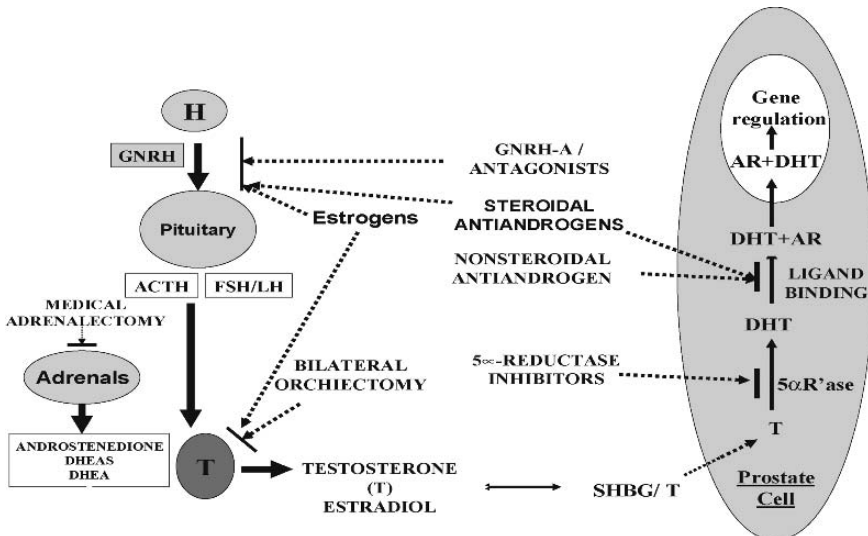 H
GNRH
Pituitary
ACTH
FSH/LH
MEDICAL
ADRENALECTOMY
Adrenals
ANDROSTENEDIONE
DHEAS
DHEA
T
Estrogens
BILATERAL
ORCHIECTOMY
TESTOSTERONE
(T)
ESTRADIOL
GNRH-A /
ANTAGONISTS
STEROIDAL
ANTIANDROGENS
NONSTEROIDAL
ANTIANDROGEN
5∝-REDUCTASE
INHIBITORS
SHBG/ T
Gene
regulation
AR+DHT
DHT+AR
LIGAND
BINDING
DHT
5αR'ase
T
Prostate
Cell